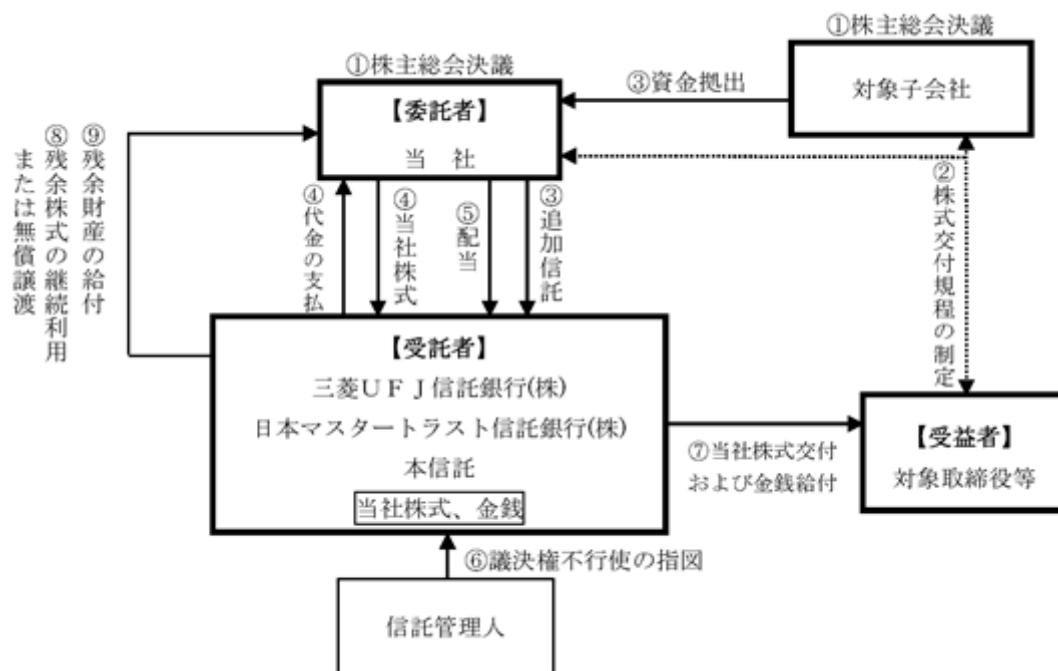 ①株主総会決議
対象子会社
①株主総会決議
【委託者】
当 社
③資金拠出
②株式交付規程の制定
④代金の支払
④当社株式
⑤配当
③追加信託
⑨残余財産の給付
⑧残余株式の継続利用
または無償譲渡
【受託者】
三菱UFJ信託銀行(株)
日本マスタートラスト信託銀行(株)
本信託
当社株式、金銭
⑦当社株式交付
および金銭給付
【受益者】
対象取締役等
⑥議決権不行使の指図
信託管理人